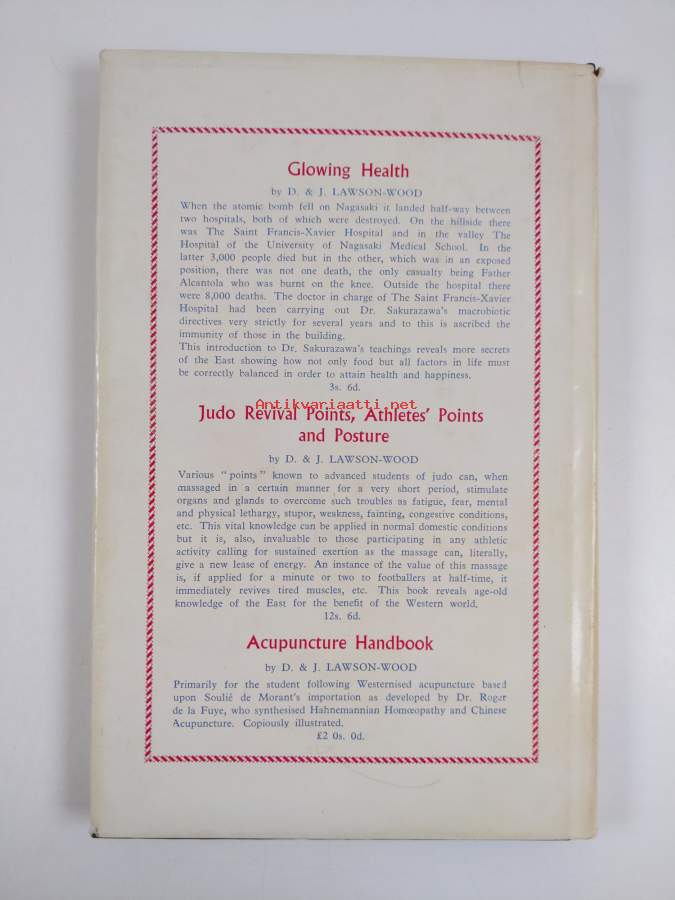 Glowing Health
by D. & J. LAWSON-WOOD
When the atomic bomb fell on Nagasaki it landed half-way between
two hospitals, both of which were destroyed. On the hillside there
was The Saint Francis-Xavier Hospital and in the valley The
Hospital of the University of Nagasaki Medical School. In the
latter 3,000 people died but in the other, which was in an exposed
position, there was not one death, the only casualty being Father
Alcantola who was burnt on the knee. Outside the hospital there
were 8,000 deaths. The doctor in charge of The Saint Francis-Xavier
Hospital had been carrying out Dr. Sakurazawa's macrobiotic
directives very strictly for several years and to this is ascribed the
immunity of those in the building.
This introduction to Dr. Sakurazawa's teachings reveals more secrets
of the East showing how not only food but all factors in life must
be correctly balanced in order to attain health and happiness.
3s. 6d.
Antikvariaatti.net
Judo Revival Points, Athletes' Points
and Posture
by D. & J. LAWSON-WOOD
Various "points" known to advanced students of judo can, when
massaged in a certain manner for a very short period, stimulate
organs and glands to overcome such troubles as fatigue, fear, mental
and physical lethargy, stupor, weakness, fainting, congestive conditions,
etc. This vital knowledge can be applied in normal domestic conditions
but it is, also, invaluable to those participating in any athletic
activity calling for sustained exertion as the massage can, literally,
give a new lease of energy. An instance of the value of this massage
is, if applied for a minute or two to footballers at half-time, it
immediately revives tired muscles, etc. This book reveals age-old
knowledge of the East for the benefit of the Western world.
12s. 6d.
Acupuncture Handbook
by D. & J. LAWSON-WOOD
Primarily for the student following Westernised acupuncture based
upon Soulié de Morant's importation as developed by Dr. Roger
de la Fuye, who synthesised Hahnemannian Homœopathy and Chinese
Acupuncture. Copiously illustrated.
£2 0s. 0d.